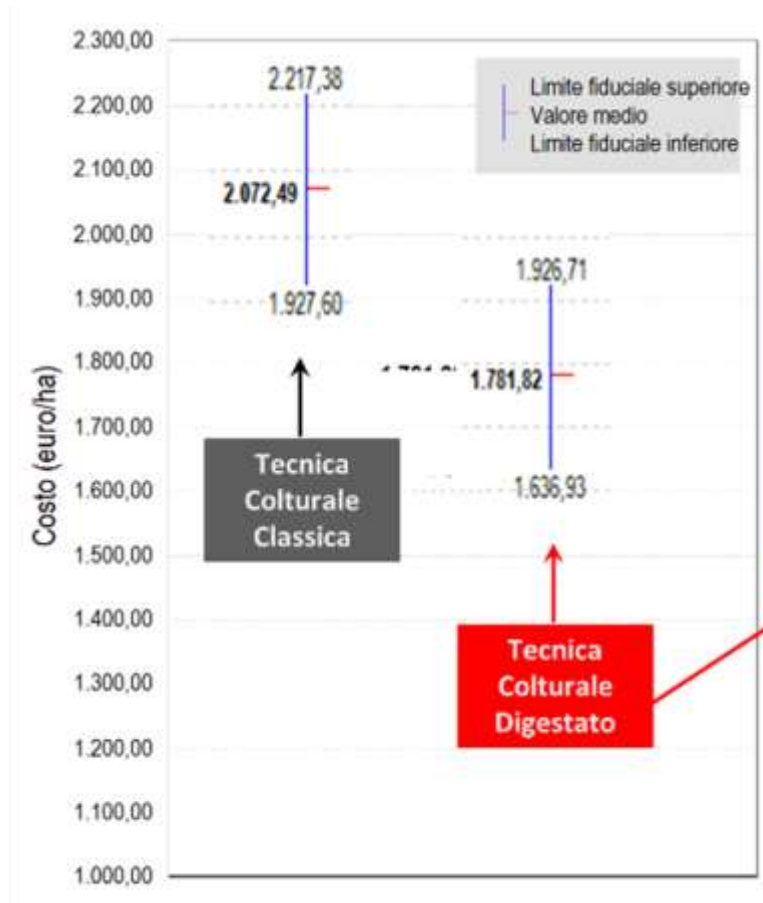 2.300,00
2.200,00
2.100,00
2.000,00
1.900,00
1.800,00
1.700,00
1.600,00
1.500,00
1.400,00
1.300,00
1.200,00
1.100,00
1.000,00
Costo (euro/ha)
2.217,38
2.072,49
1.927,60
Limite fiduciale superiore
Valore medio
Limite fiduciale inferiore
1.926,71
1.781,82
1.636,93
Tecnica
Colturale
Classica
Tecnica
Colturale
Digestato